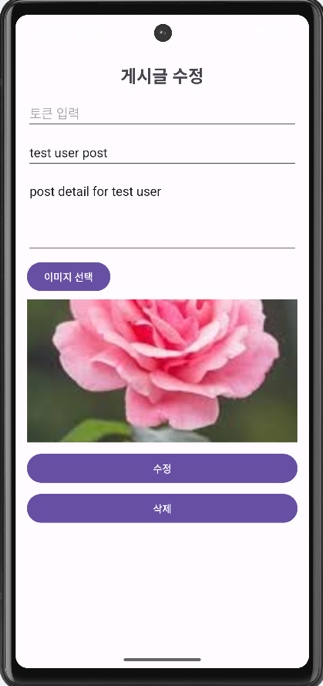 게시글 수정
토큰 입력
test user post
post detail for test user
이미지 선택
수정
삭제